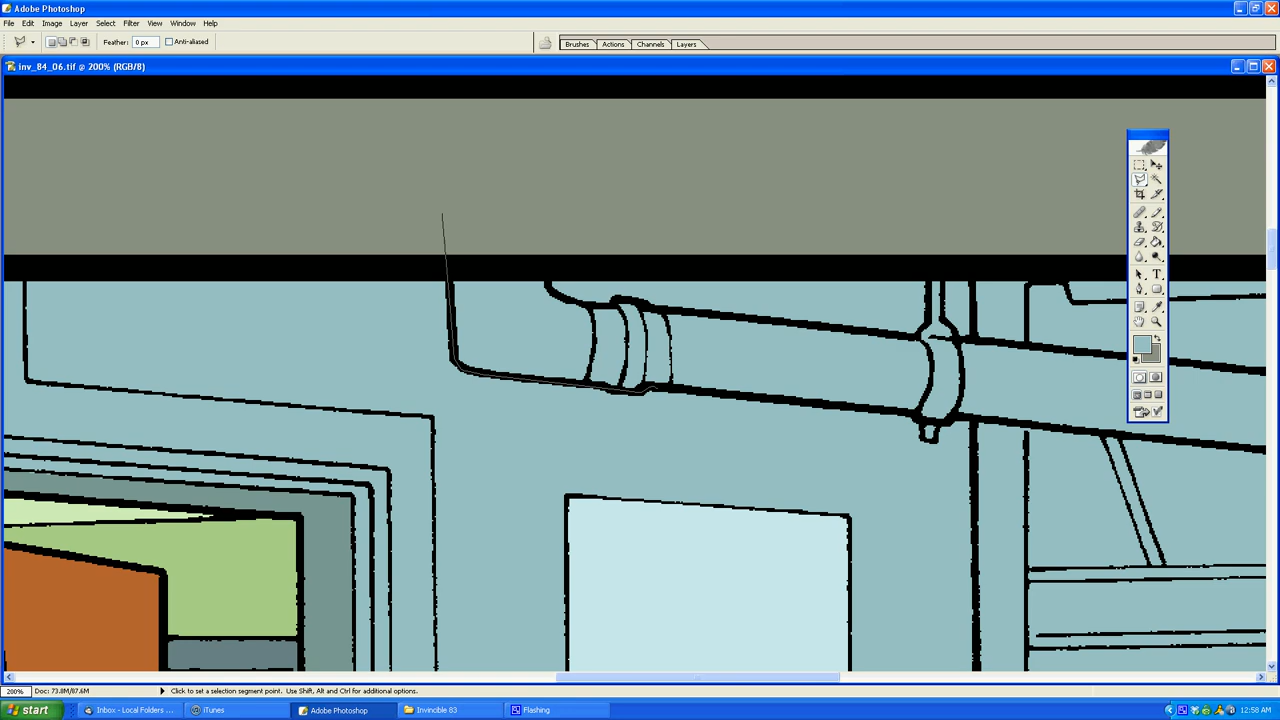 Adobe Photoshop
File Edit Image Layer Select Filter View Window Help
Feather: 0 px Anti-aliased
Brushes Actions Channels Layers
inv_84_06.tif @ 200% (RGB/8)
T
200% Doc: 73.8M/87.6M Click to set a selection segment point. Use Shift, Alt and Ctrl for additional options.
start Inbox - Local Folders ... iTunes Adobe Photoshop Invincible 83 Flashing 12:58 AM